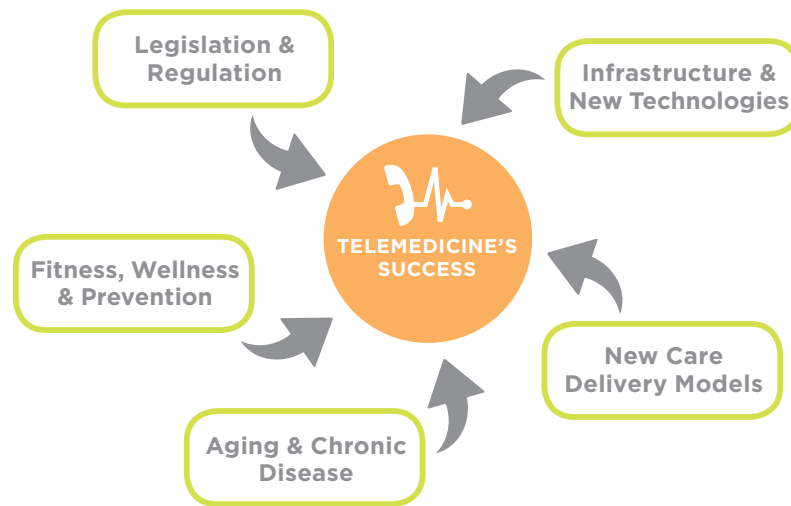 Legislation &
Regulation
Infrastructure &
New Technologies
TELEMEDICINE'S
SUCCESS
Fitness, Wellness
& Prevention
New Care
Delivery Models
Aging & Chronic
Disease